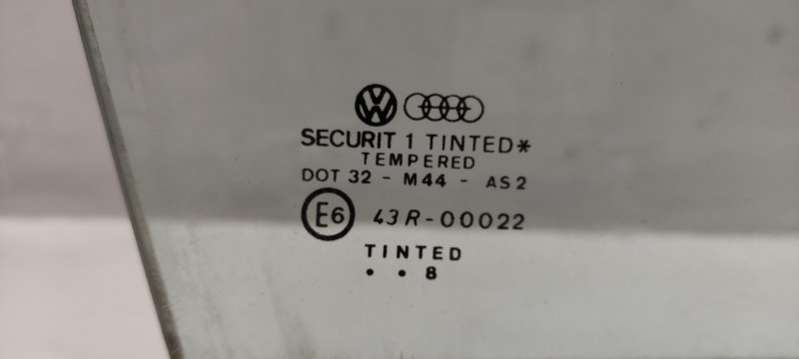 SECURIT 1 TINTED*
TEMPERED
DOT 32 - M44 - AS2
E6 43R-00022
TINTED
• • 8